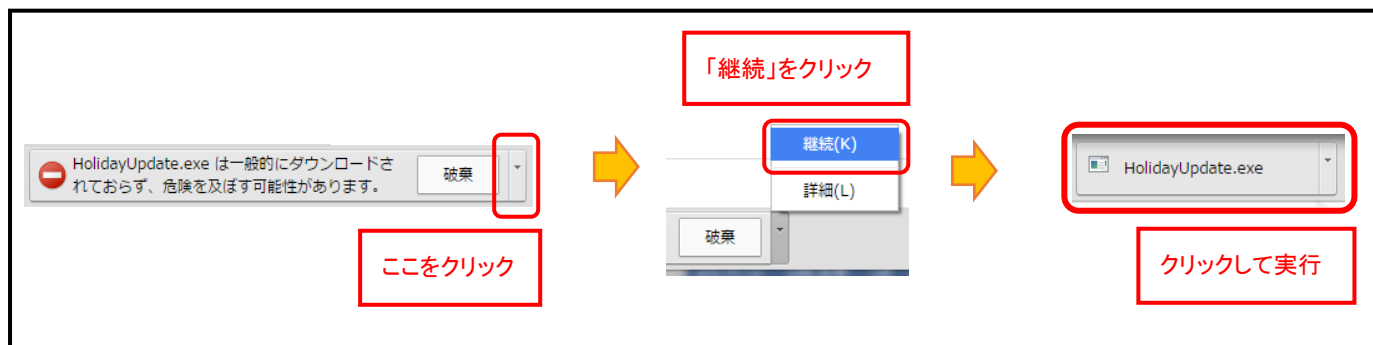 HolidayUpdate.exe は一般的にダウンロードさ
れておらず、危険を及ぼす可能性があります。
破棄
ここをクリック
「継続」をクリック
継続(K)
詳細(L)
破棄
HolidayUpdate.exe
クリックして実行